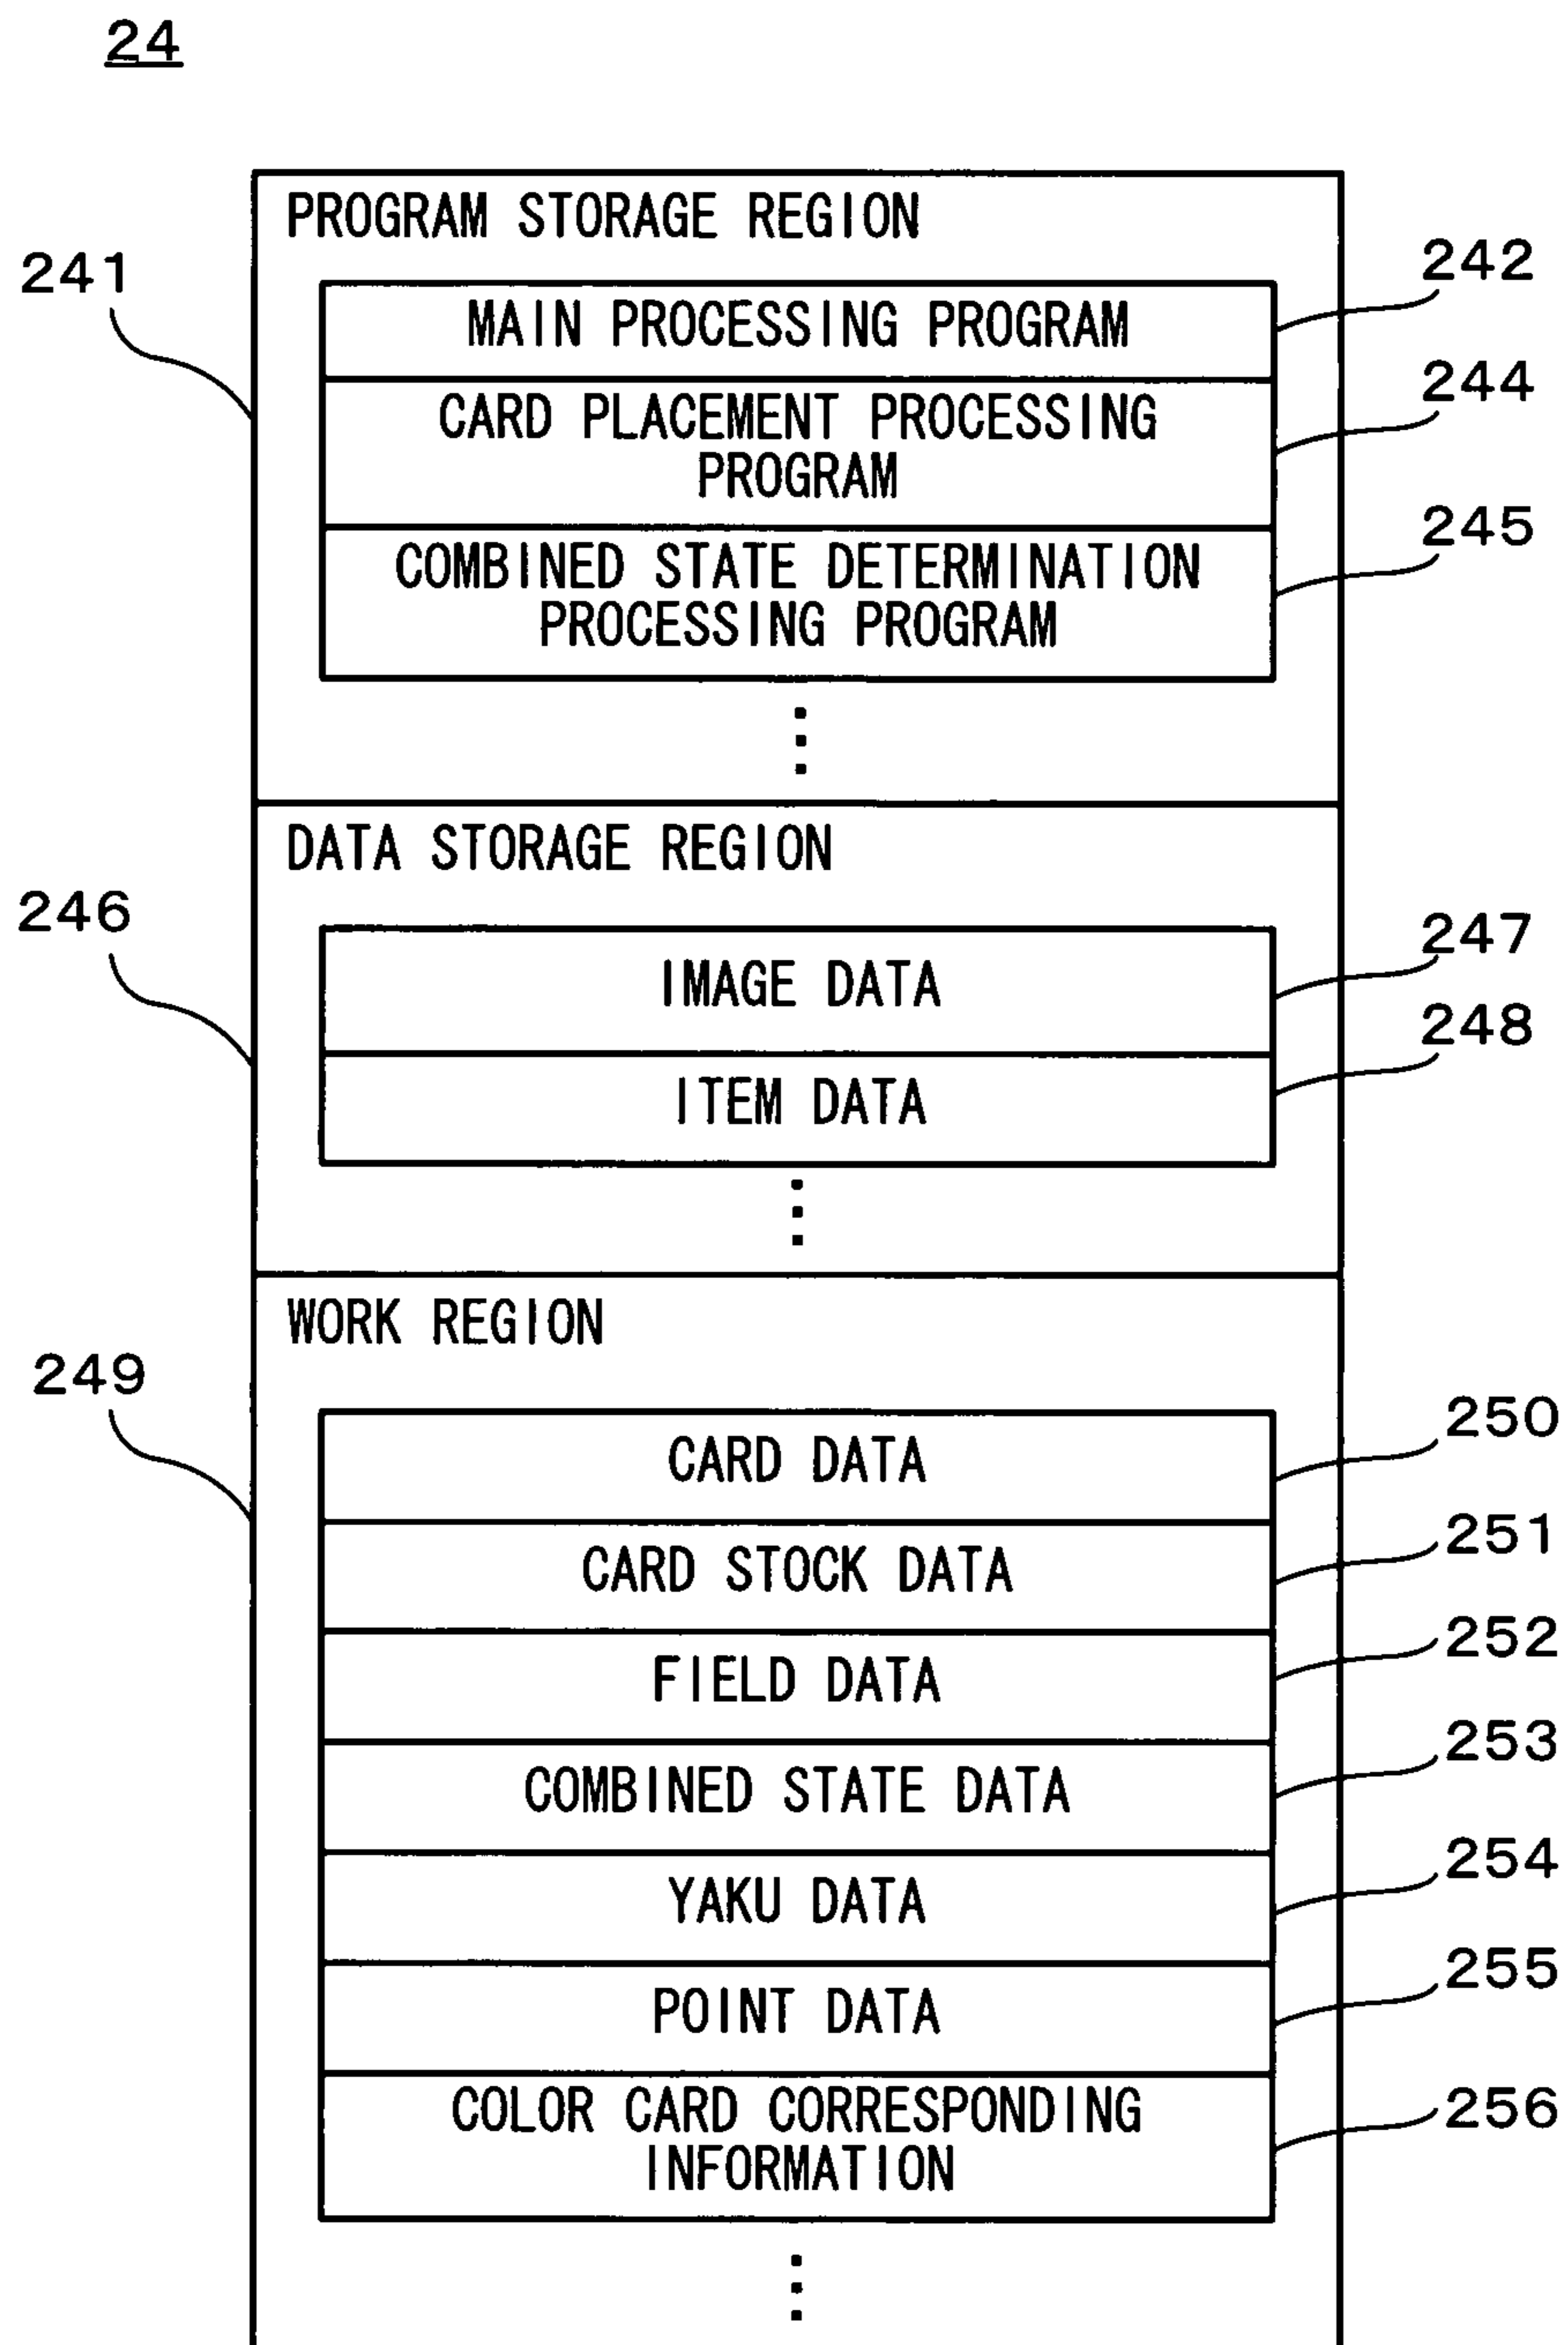 24
PROGRAM STORAGE REGION
241
242
MAIN PROCESSING PROGRAM
244
CARD PLACEMENT PROCESSING
PROGRAM
245
COMBINED STATE DETERMINATION
PROCESSING PROGRAM
DATA STORAGE REGION
246
247
IMAGE DATA
248
ITEM DATA
WORK REGION
249
250
CARD DATA
251
CARD STOCK DATA
252
FIELD DATA
253
COMBINED STATE DATA
254
YAKU DATA
255
POINT DATA
256
COLOR CARD CORRESPONDING
INFORMATION